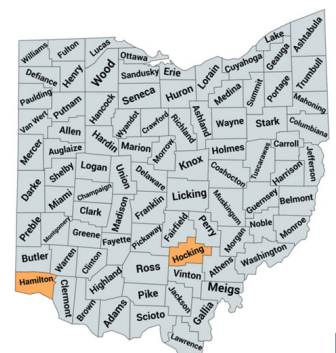 Williams
Fulton
Lucas
Ottawa
Lake
Ashtabula
Geauga
Cuyahoga
Defiance
Henry
Wood
Sandusky
Erie
Lorain
Trumbull
Paulding
Putnam
Hancock
Seneca
Huron
Medina
Summit
Portage
Mahoning
Van Wert
Allen
Wyandot
Crawford
Richland
Ashland
Wayne
Stark
Columbiana
Mercer
Auglaize
Hardin
Marion
Morrow
Holmes
Carroll
Jefferson
Shelby
Logan
Union
Delaware
Knox
Coshocton
Tuscarawas
Harrison
Darke
Miami
Champaign
Licking
Muskingum
Guernsey
Belmont
Clark
Madison
Franklin
Preble
Montgomery
Greene
Fayette
Pickaway
Fairfield
Perry
Morgan
Noble
Monroe
Butler
Warren
Clinton
Ross
Hocking
Athens
Washington
Hamilton
Clermont
Highland
Vinton
Meigs
Brown
Adams
Pike
Jackson
Gallia
Scioto
Lawrence